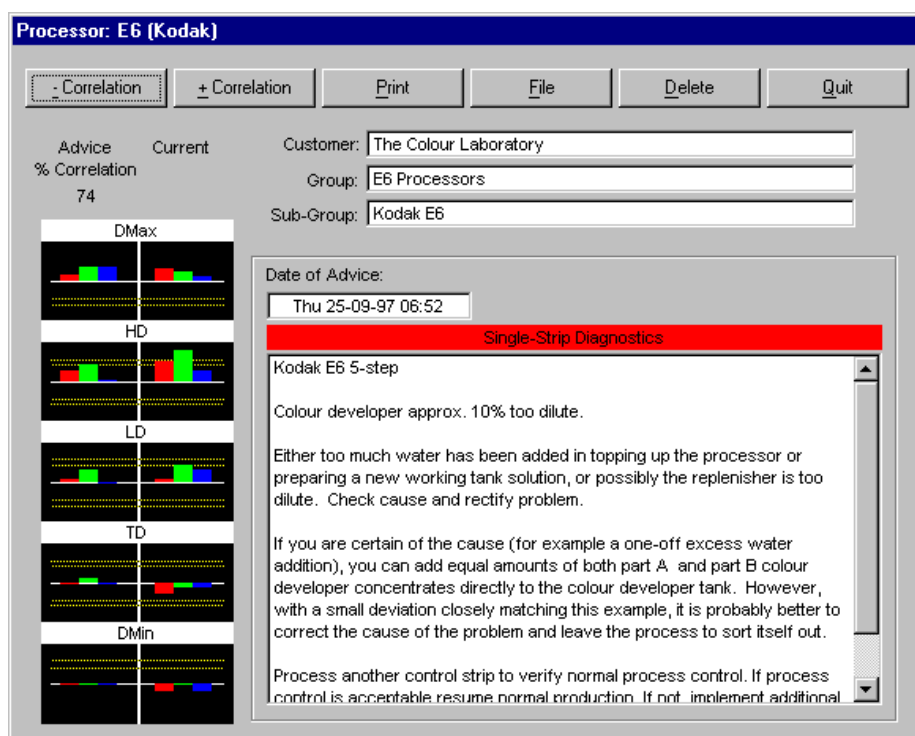 Processor: E6 (Kodak)
- Correlation
+ Correlation
Print
File
Delete
Quit
Advice Current
% Correlation
74
Customer: The Colour Laboratory
Group: E6 Processors
Sub-Group: Kodak E6
DMax
HD
LD
TD
DMin
Date of Advice:
Thu 25-09-97 06:52
Single-Strip Diagnostics
Kodak E6 5-step
Colour developer approx. 10% too dilute.
Either too much water has been added in topping up the processor or
preparing a new working tank solution, or possibly the replenisher is too
dilute. Check cause and rectify problem.
If you are certain of the cause (for example a one-off excess water
addition), you can add equal amounts of both part A and part B colour
developer concentrates directly to the colour developer tank. However,
with a small deviation closely matching this example, it is probably better to
correct the cause of the problem and leave the process to sort itself out.
Process another control strip to verify normal process control. If process
control is acceptable resume normal production. If not, implement additional